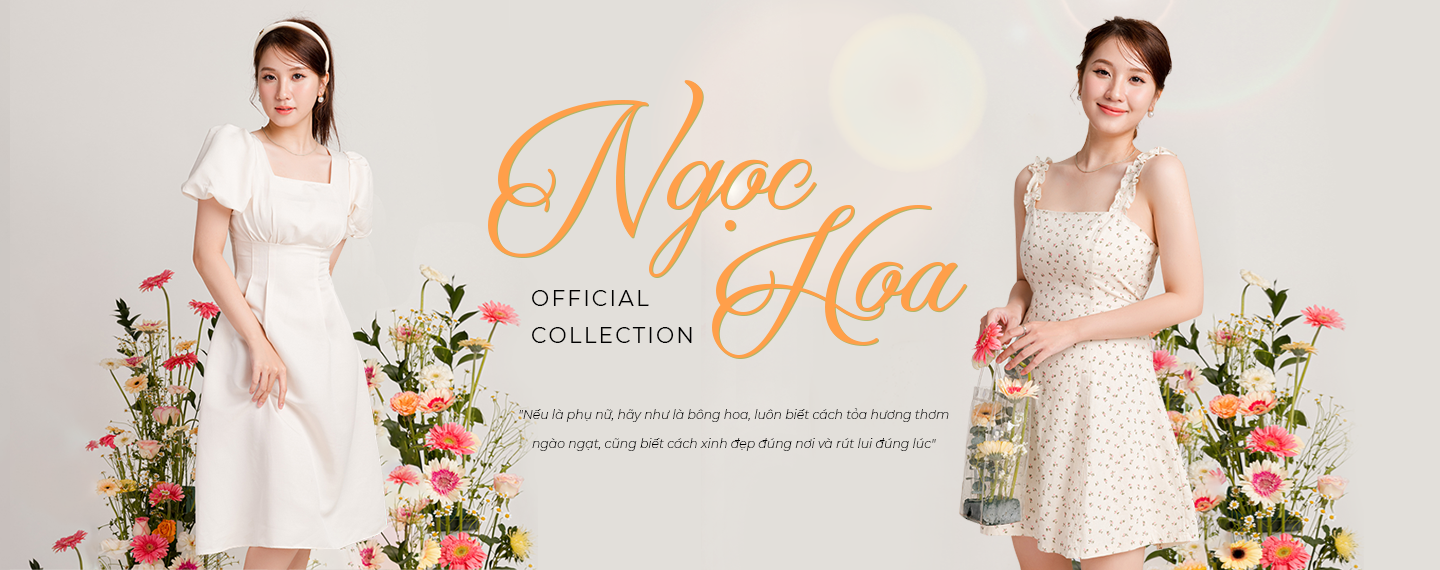 Ngọc
Hoa
OFFICIAL
COLLECTION
"Nếu là phụ nữ, hãy như là bông hoa, luôn biết cách tỏa hương thơm
ngào ngạt, cũng biết cách xinh đẹp đúng nơi và rút lui đúng lúc"